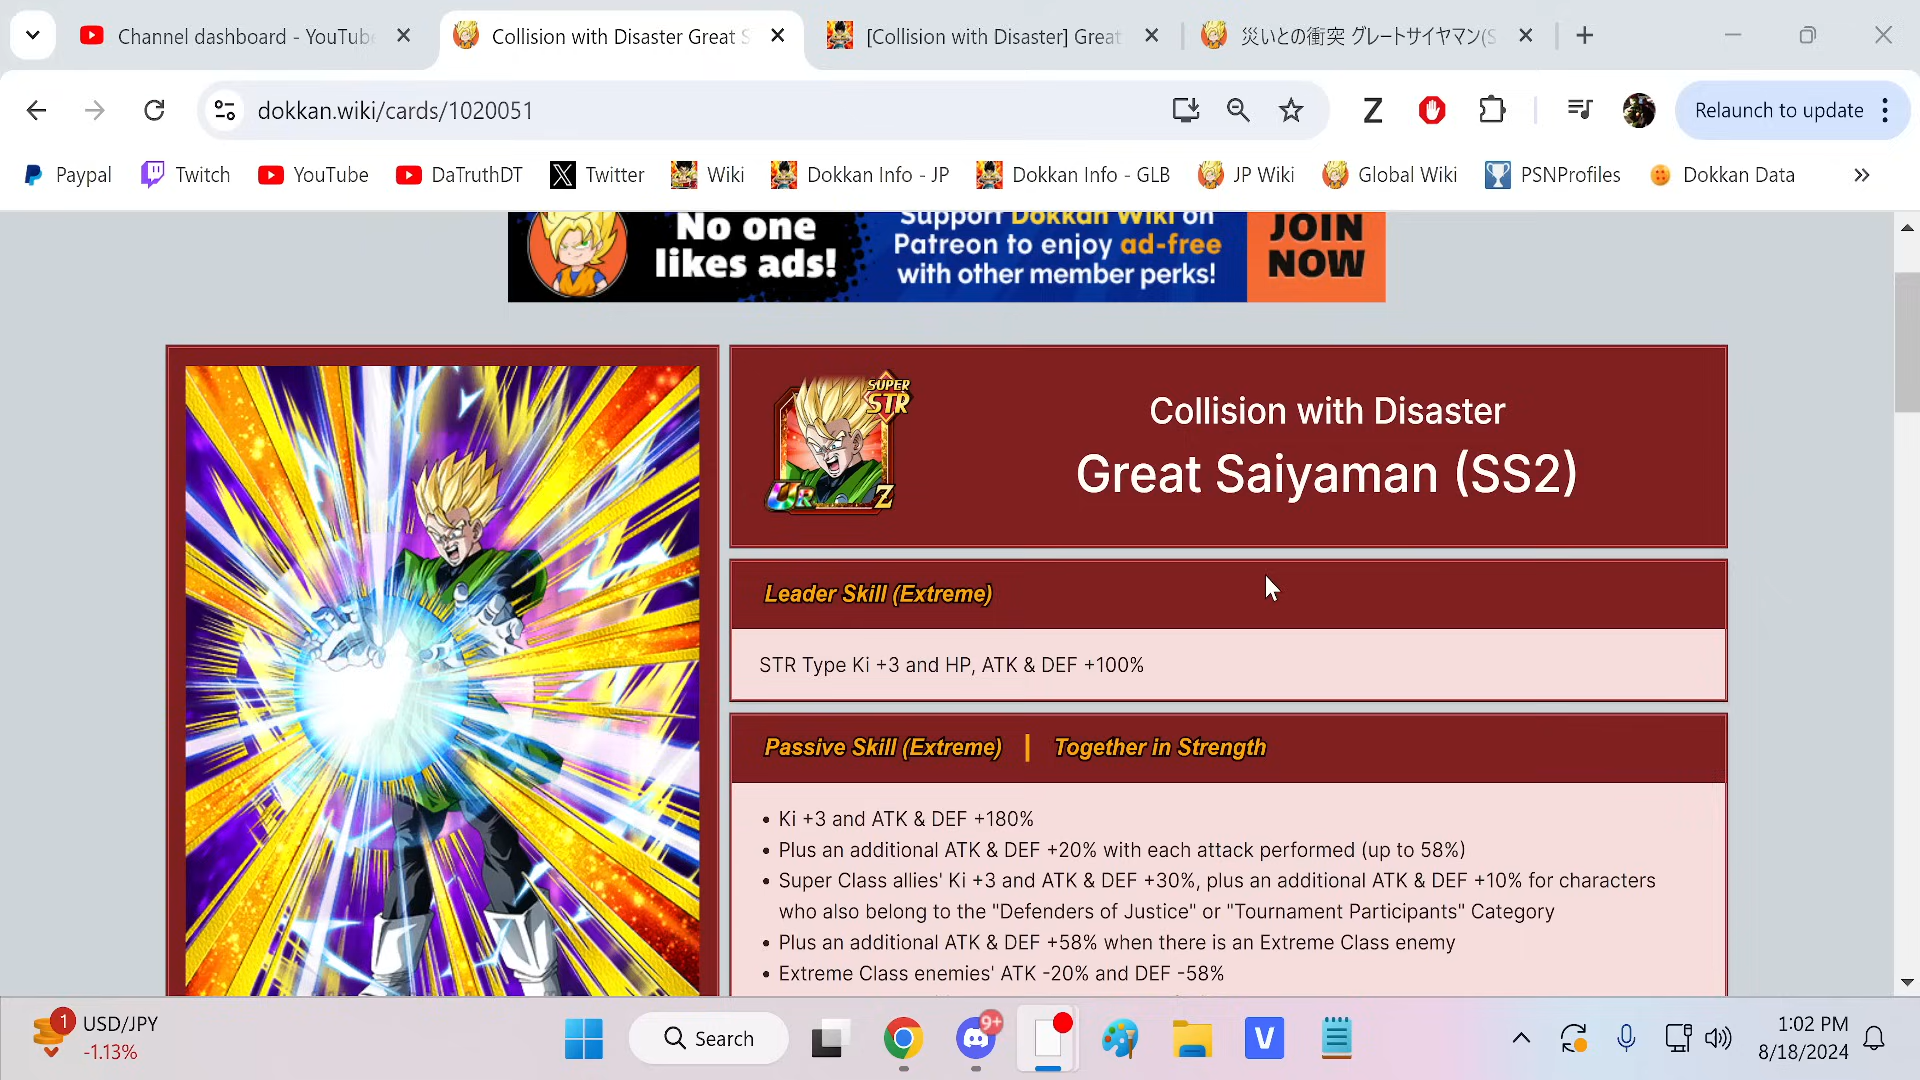 Channel dashboard - YouTube
Collision with Disaster Great S
[Collision with Disaster] Great
災いとの衝突 グレートサイヤマン(S
dokkan.wiki/cards/1020051
Z
Relaunch to update
Paypal
Twitch
YouTube
DaTruthDT
Twitter
Wiki
Dokkan Info - JP
Dokkan Info - GLB
JP Wiki
Global Wiki
PSNProfiles
Dokkan Data
No one
likes ads!
Support Dokkan Wiki on
Patreon to enjoy ad-free
with other member perks!
JOIN
NOW
SUPER
STR
UR
Z
Collision with Disaster
Great Saiyaman (SS2)
Leader Skill (Extreme)
STR Type Ki +3 and HP, ATK & DEF +100%
Passive Skill (Extreme) | Together in Strength
• Ki +3 and ATK & DEF +180%
• Plus an additional ATK & DEF +20% with each attack performed (up to 58%)
• Super Class allies' Ki +3 and ATK & DEF +30%, plus an additional ATK & DEF +10% for characters
who also belong to the "Defenders of Justice" or "Tournament Participants" Category
• Plus an additional ATK & DEF +58% when there is an Extreme Class enemy
• Extreme Class enemies' ATK -20% and DEF -58%
1
USD/JPY
-1.13%
Search
9+
V
1:02 PM
8/18/2024